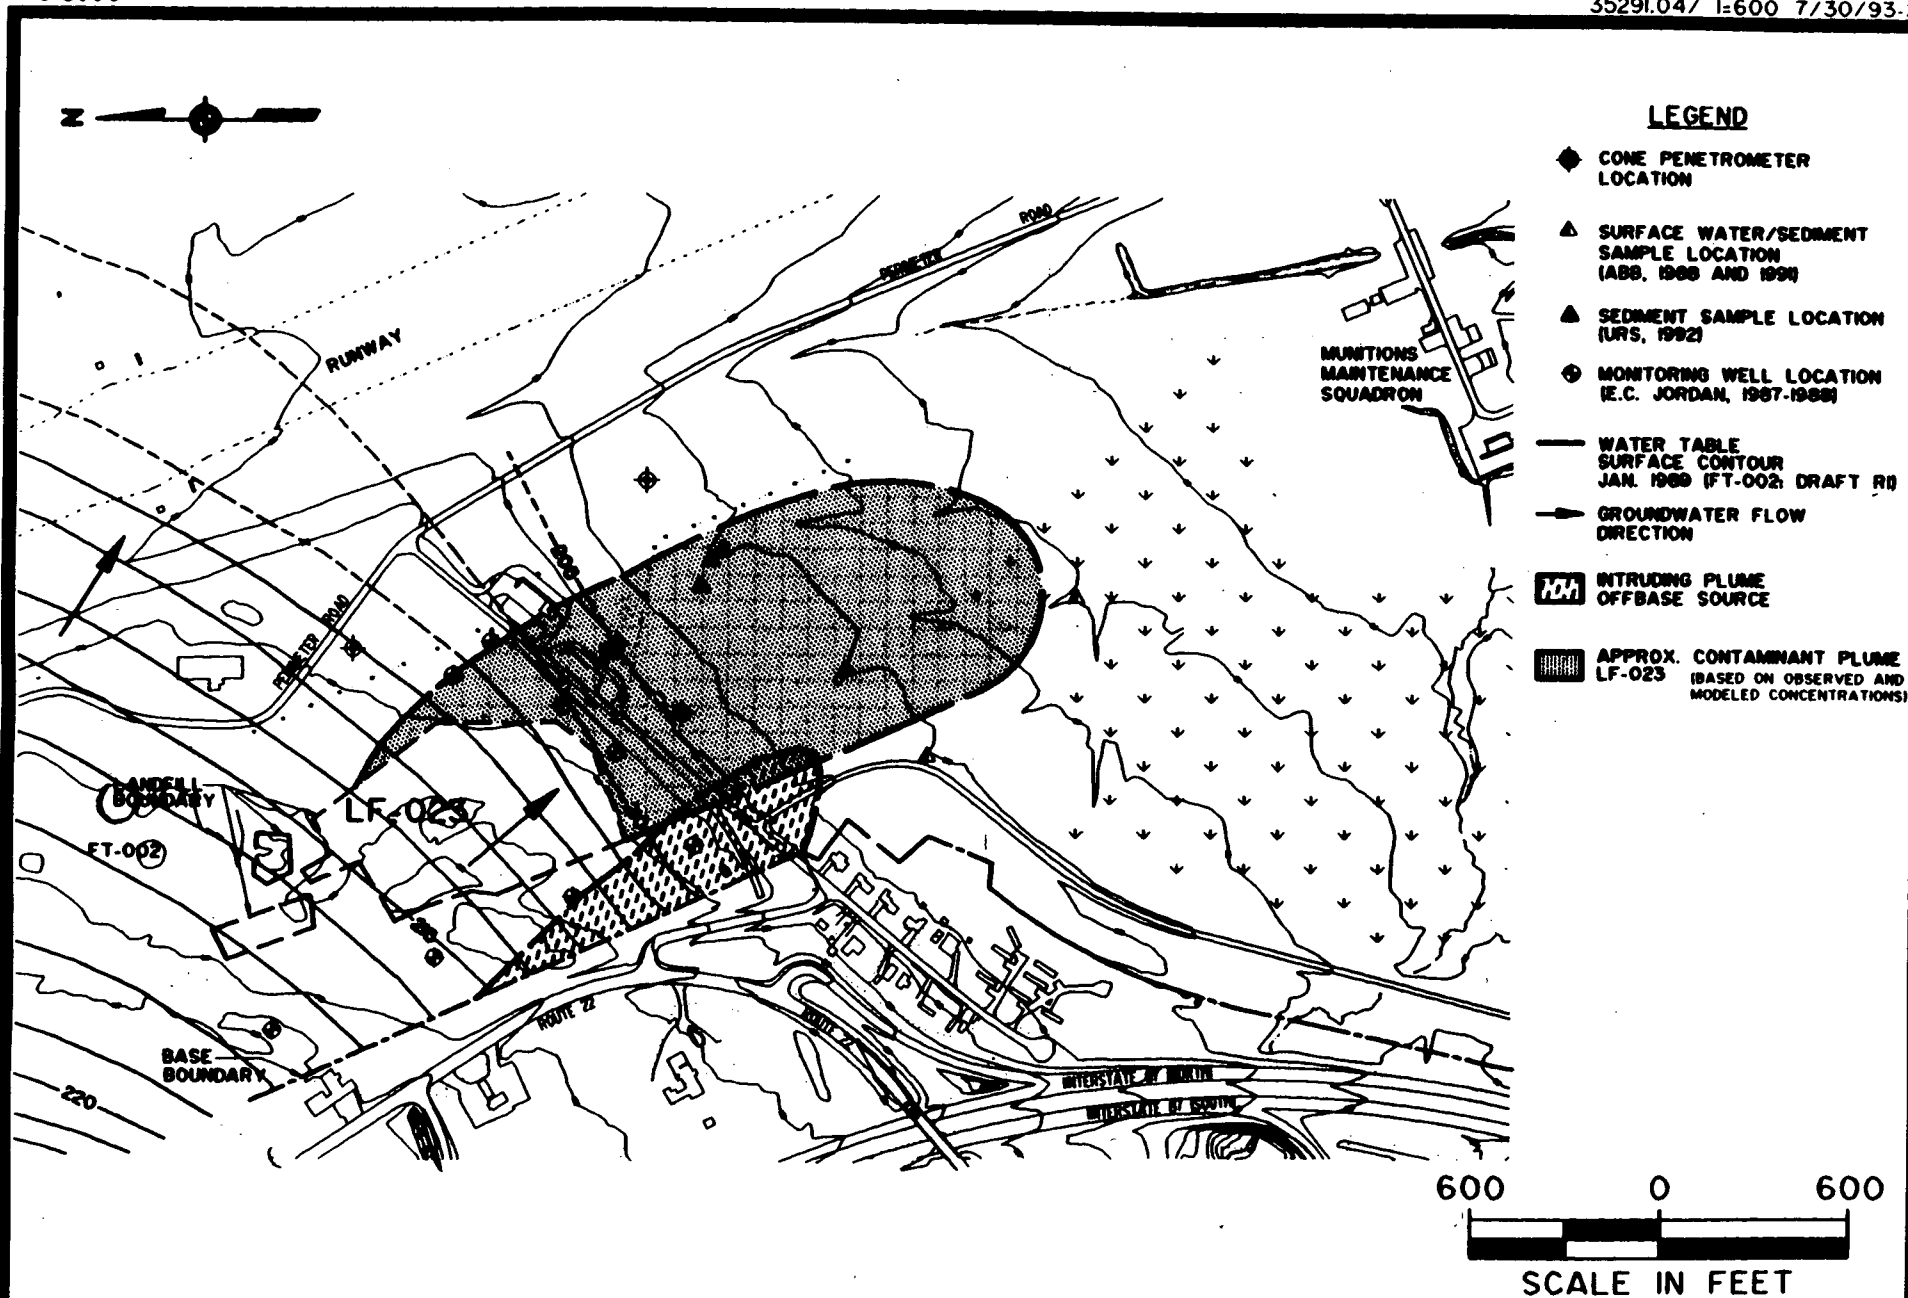 35291.047 1=600 7/30/93-
N
LEGEND
CONE PENETROMETER
LOCATION
SURFACE WATER/SEDIMENT
SAMPLE LOCATION
(ABB, 1988 AND 1991)
SEDIMENT SAMPLE LOCATION
(URS, 1992)
MONITORING WELL LOCATION
(E.C. JORDAN, 1987-1988)
WATER TABLE
SURFACE CONTOUR
JAN. 1989 (FT-002; DRAFT RI)
GROUNDWATER FLOW
DIRECTION
INTRUDING PLUME
OFFBASE SOURCE
APPROX. CONTAMINANT PLUME
LF-023 (BASED ON OBSERVED AND
MODELED CONCENTRATIONS)
ROAD
PERIMETER
RUNWAY
MUNITIONS
MAINTENANCE
SQUADRON
PERIMETER ROAD
LANDFILL
BOUNDARY
LF-023
FT-002
ROUTE 22
ROUTE 22
BASE
BOUNDARY
220
INTERSTATE 87 NORTH
INTERSTATE 87 SOUTH
600 0 600
SCALE IN FEET